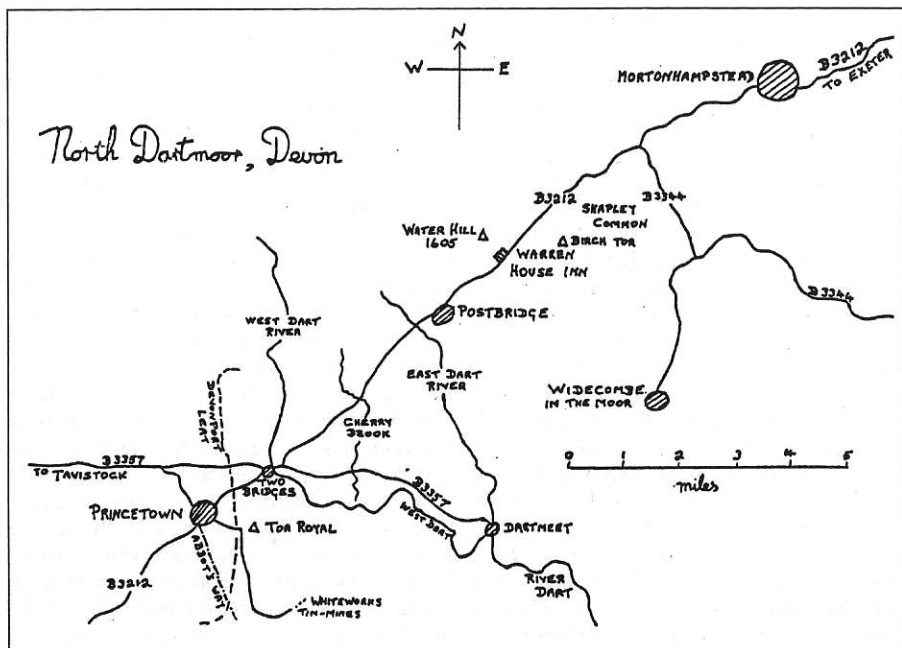 N
W E
North Dartmoor, Devon
MORTONHAMPSTEAD
B3212
TO EXETER
B3212
SHAPLEY
COMMON
B3344
WATER HILL
1605
BIRCH TOR
WARREN
HOUSE INN
B3344
POSTBRIDGE
WEST DART
RIVER
EAST DART
RIVER
WIDECOMBE
IN THE MOOR
DEVONPORT
LEAT
CHERRY
BROOK
B3357
TO TAVISTOCK
TWO
BRIDGES
B3357
WEST DART
0 1 2 3 4 5
miles
PRINCETOWN
TOR ROYAL
DARTMEET
ABBOTS WAY
B3212
WHITEWORKS
TIN-MINES
RIVER
DART